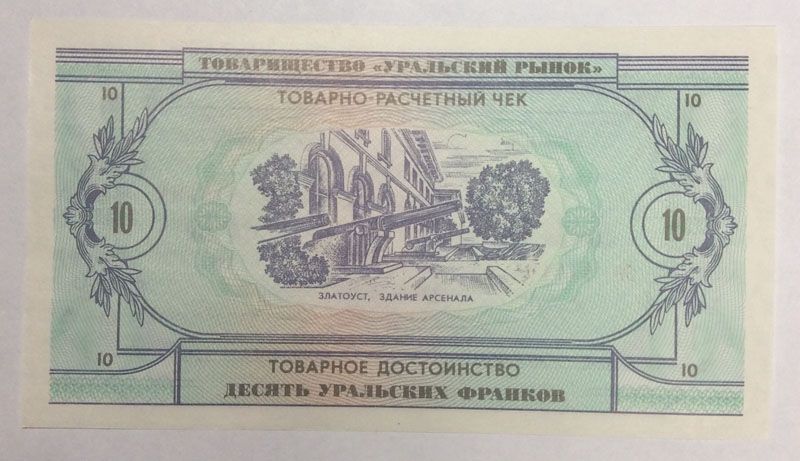 ТОВАРИЩЕСТВО «УРАЛЬСКИЙ РЫНОК»
10
ТОВАРНО-РАСЧЕТНЫЙ ЧЕК
10
10
10
ЗЛАТОУСТ, ЗДАНИЕ АРСЕНАЛА
10
ТОВАРНОЕ ДОСТОИНСТВО
10
ДЕСЯТЬ УРАЛЬСКИХ ФРАНКОВ